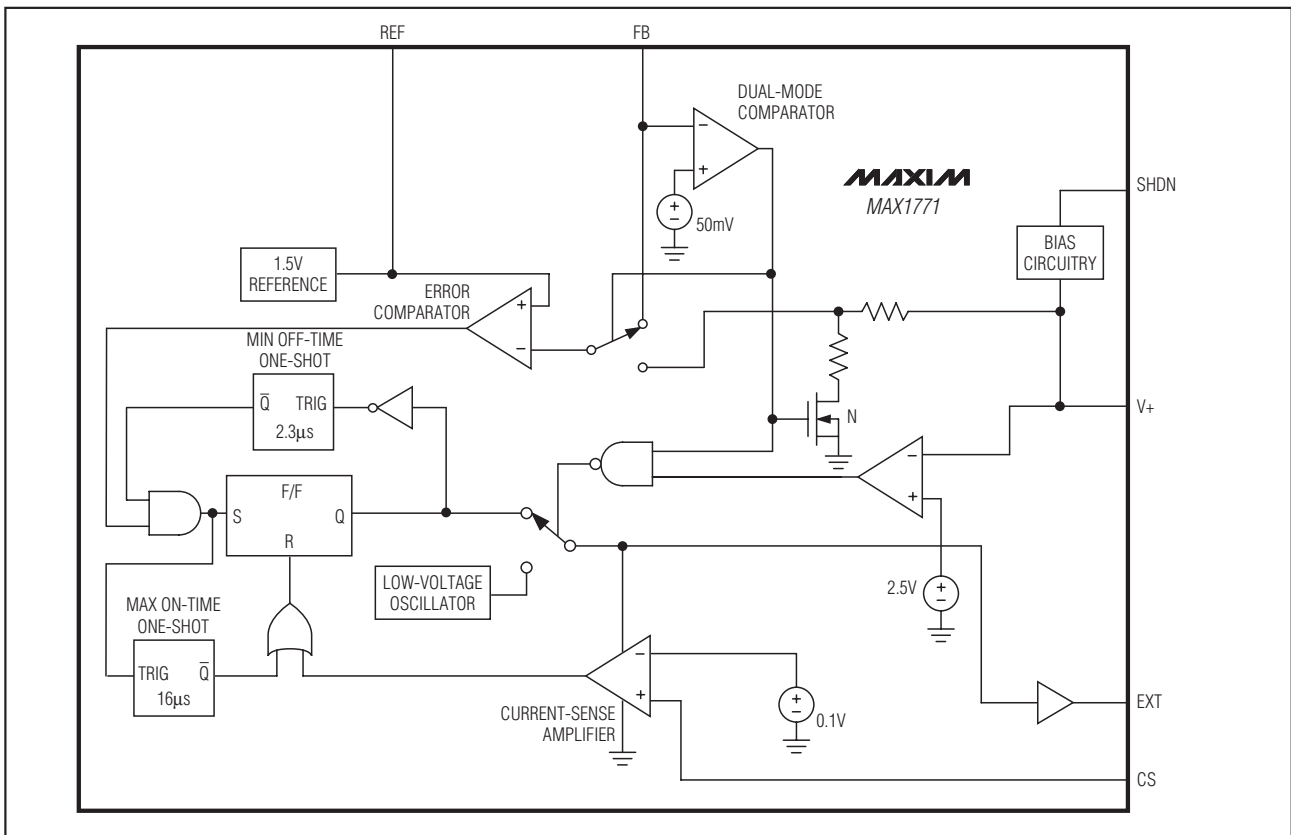 REF
FB
DUAL-MODE
COMPARATOR
−
+
MAXIM
MAX1771
SHDN
+
−
50mV
BIAS
CIRCUITRY
1.5V
REFERENCE
ERROR
COMPARATOR
+
−
MIN OFF-TIME
ONE-SHOT
Q̅ TRIG
2.3µs
N
V+
−
+
F/F
S Q
R
LOW-VOLTAGE
OSCILLATOR
2.5V
+
−
MAX ON-TIME
ONE-SHOT
TRIG Q̅
16µs
−
+
CURRENT-SENSE
AMPLIFIER
+
−
0.1V
EXT
CS